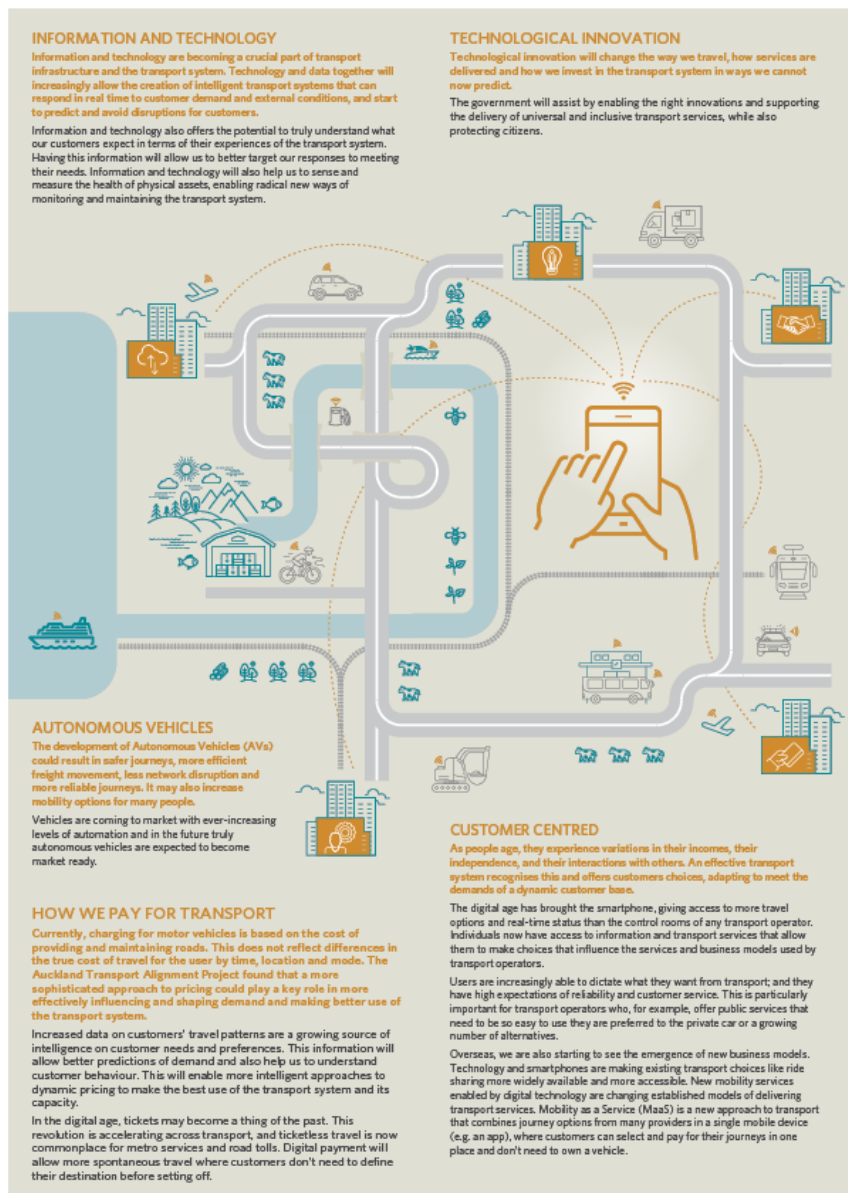 INFORMATION AND TECHNOLOGY
Information and technology are becoming a crucial part of transport
infrastructure and the transport system. Technology and data together will
increasingly allow the creation of intelligent transport systems that can
respond in real time to customer demand and external conditions, and start
to predict and avoid disruptions for customers.
Information and technology also offers the potential to truly understand what
our customers expect in terms of their experiences of the transport system.
Having this information will allow us to better target our responses to meeting
their needs. Information and technology will also help us to sense and
measure the health of physical assets, enabling radical new ways of
monitoring and maintaining the transport system.
TECHNOLOGICAL INNOVATION
Technological innovation will change the way we travel, how services are
delivered and how we invest in the transport system in ways we cannot
now predict.
The government will assist by enabling the right innovations and supporting
the delivery of universal and inclusive transport services, while also
protecting citizens.
AUTONOMOUS VEHICLES
The development of Autonomous Vehicles (AVs)
could result in safer journeys, more efficient
freight movement, less network disruption and
more reliable journeys. It may also increase
mobility options for many people.
Vehicles are coming to market with ever-increasing
levels of automation and in the future truly
autonomous vehicles are expected to become
market ready.
HOW WE PAY FOR TRANSPORT
Currently, charging for motor vehicles is based on the cost of
providing and maintaining roads. This does not reflect differences in
the true cost of travel for the user by time, location and mode. The
Auckland Transport Alignment Project found that a more
sophisticated approach to pricing could play a key role in more
effectively influencing and shaping demand and making better use of
the transport system.
Increased data on customers' travel patterns are a growing source of
intelligence on customer needs and preferences. This information will
allow better predictions of demand and also help us to understand
customer behaviour. This will enable more intelligent approaches to
dynamic pricing to make the best use of the transport system and its
capacity.
In the digital age, tickets may become a thing of the past. This
revolution is accelerating across transport, and ticketless travel is now
commonplace for metro services and road tolls. Digital payment will
allow more spontaneous travel where customers don't need to define
their destination before setting off.
CUSTOMER CENTRED
As people age, they experience variations in their incomes, their
independence, and their interactions with others. An effective transport
system recognises this and offers customers choices, adapting to meet the
demands of a dynamic customer base.
The digital age has brought the smartphone, giving access to more travel
options and real-time status than the control rooms of any transport operator.
Individuals now have access to information and transport services that allow
them to make choices that influence the services and business models used by
transport operators.
Users are increasingly able to dictate what they want from transport; and they
have high expectations of reliability and customer service. This is particularly
important for transport operators who, for example, offer public services that
need to be so easy to use they are preferred to the private car or a growing
number of alternatives.
Overseas, we are also starting to see the emergence of new business models.
Technology and smartphones are making existing transport choices like ride
sharing more widely available and more accessible. New mobility services
enabled by digital technology are changing established models of delivering
transport services. Mobility as a Service (MaaS) is a new approach to transport
that combines journey options from many providers in a single mobile device
(e.g. an app), where customers can select and pay for their journeys in one
place and don't need to own a vehicle.